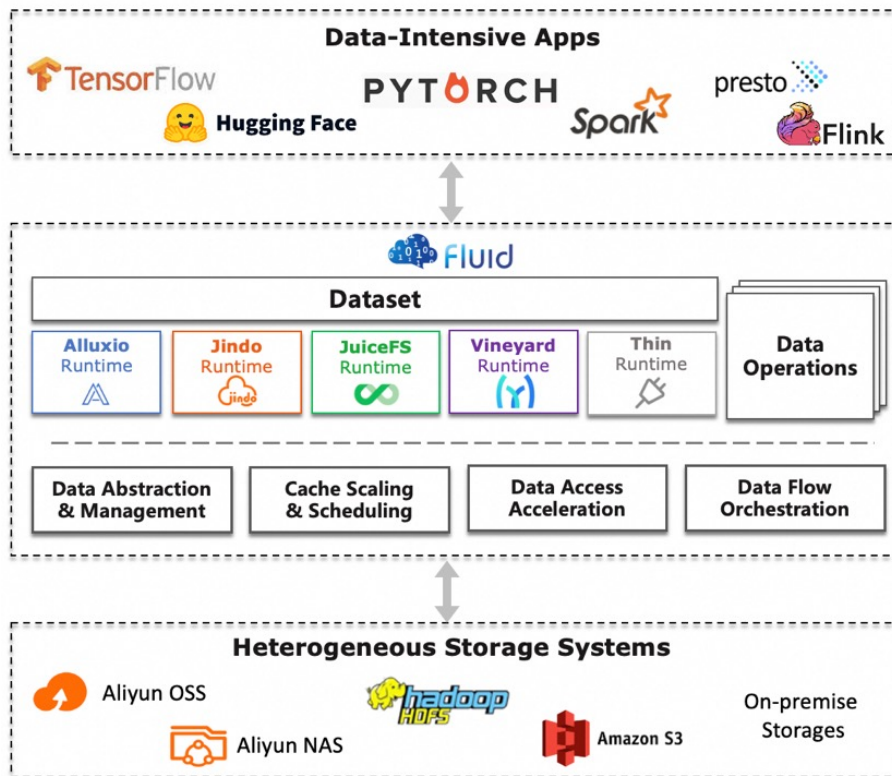 Data-Intensive Apps
TensorFlow
PYTORCH
presto
Hugging Face
Spark
Flink
Fluid
Dataset
Data
Operations
Alluxio
Runtime
Jindo
Runtime
jindo
JuiceFS
Runtime
Vineyard
Runtime
Thin
Runtime
Data Abstraction
& Management
Cache Scaling
& Scheduling
Data Access
Acceleration
Data Flow
Orchestration
Heterogeneous Storage Systems
Aliyun OSS
hadoop
HDFS
On-premise
Storages
Aliyun NAS
Amazon S3